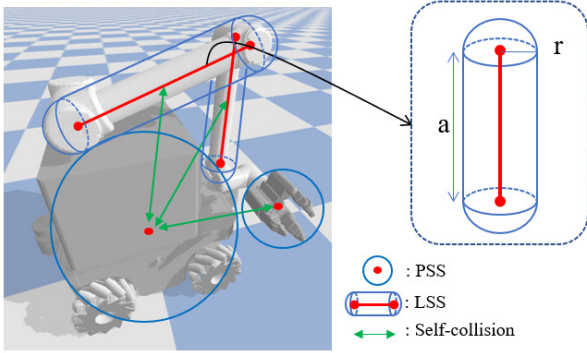 r
a
: PSS
: LSS
: Self-collision